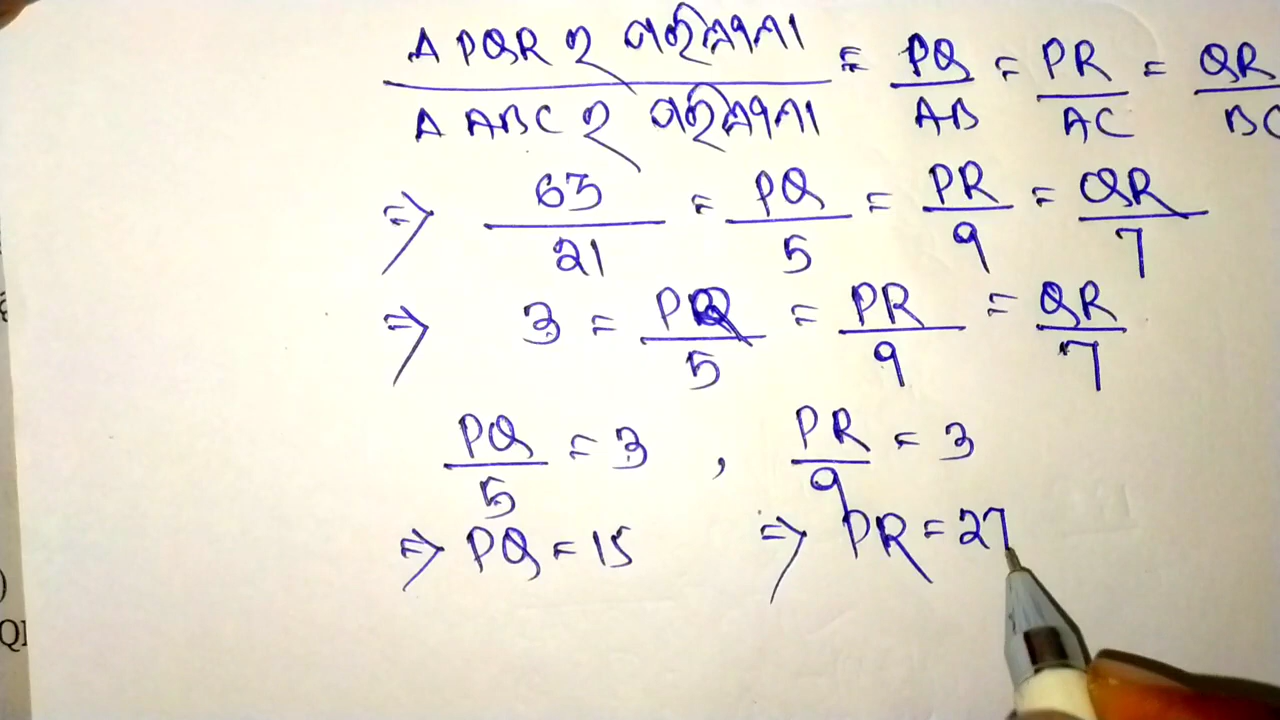 Δ PQR ର ପରିସୀମା / Δ ABC ର ପରିସୀମା = PQ/AB = PR/AC = QR/BC
⇒ 63/21 = PQ/5 = PR/9 = QR/7
⇒ 3 = PQ/5 = PR/9 = QR/7
PQ/5 = 3 , PR/9 = 3
⇒ PQ = 15 ⇒ PR = 27